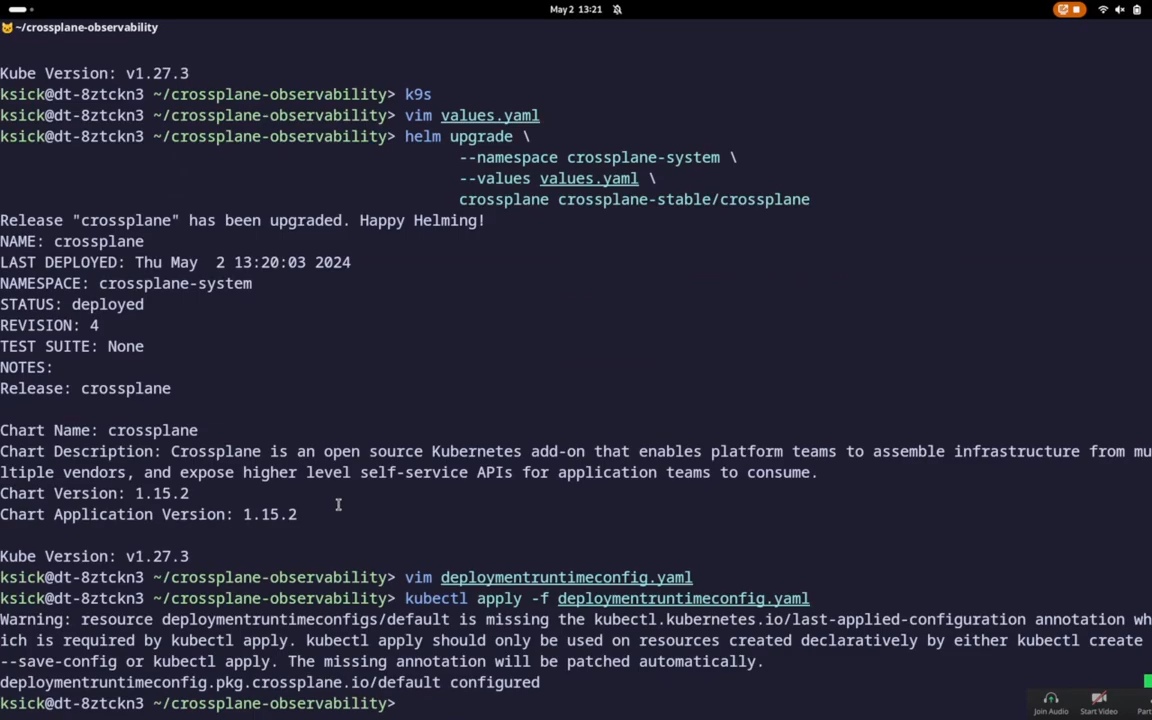 May 2 13:21
~/crossplane-observability
Kube Version: v1.27.3
ksick@dt-8ztckn3 ~/crossplane-observability> k9s
ksick@dt-8ztckn3 ~/crossplane-observability> vim values.yaml
ksick@dt-8ztckn3 ~/crossplane-observability> helm upgrade \
--namespace crossplane-system \
--values values.yaml \
crossplane crossplane-stable/crossplane
Release "crossplane" has been upgraded. Happy Helming!
NAME: crossplane
LAST DEPLOYED: Thu May  2 13:20:03 2024
NAMESPACE: crossplane-system
STATUS: deployed
REVISION: 4
TEST SUITE: None
NOTES:
Release: crossplane
Chart Name: crossplane
Chart Description: Crossplane is an open source Kubernetes add-on that enables platform teams to assemble infrastructure from mu
ltiple vendors, and expose higher level self-service APIs for application teams to consume.
Chart Version: 1.15.2
Chart Application Version: 1.15.2
Kube Version: v1.27.3
ksick@dt-8ztckn3 ~/crossplane-observability> vim deploymentruntimeconfig.yaml
ksick@dt-8ztckn3 ~/crossplane-observability> kubectl apply -f deploymentruntimeconfig.yaml
Warning: resource deploymentruntimeconfigs/default is missing the kubectl.kubernetes.io/last-applied-configuration annotation wh
ich is required by kubectl apply. kubectl apply should only be used on resources created declaratively by either kubectl create
--save-config or kubectl apply. The missing annotation will be patched automatically.
deploymentruntimeconfig.pkg.crossplane.io/default configured
ksick@dt-8ztckn3 ~/crossplane-observability>
Join Audio Start Video Part